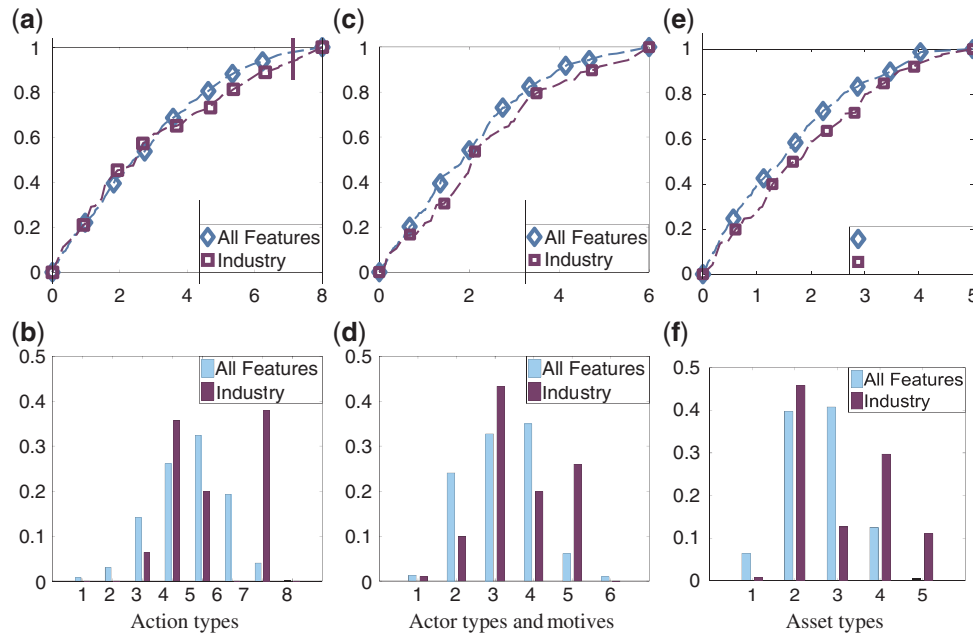 (a)
1
0.8
0.6
0.4
0.2
0
All Features
Industry
0 2 4 6 8
(c)
1
0.8
0.6
0.4
0.2
0
All Features
Industry
0 2 4 6
(e)
1
0.8
0.6
0.4
0.2
0
0 1 2 3 4 5
(b)
0.5
0.4
0.3
0.2
0.1
0
All Features
Industry
1 2 3 4 5 6 7 8
Action types
(d)
0.5
0.4
0.3
0.2
0.1
0
All Features
Industry
1 2 3 4 5 6
Actor types and motives
(f)
0.5
0.4
0.3
0.2
0.1
0
All Features
Industry
1 2 3 4 5
Asset types